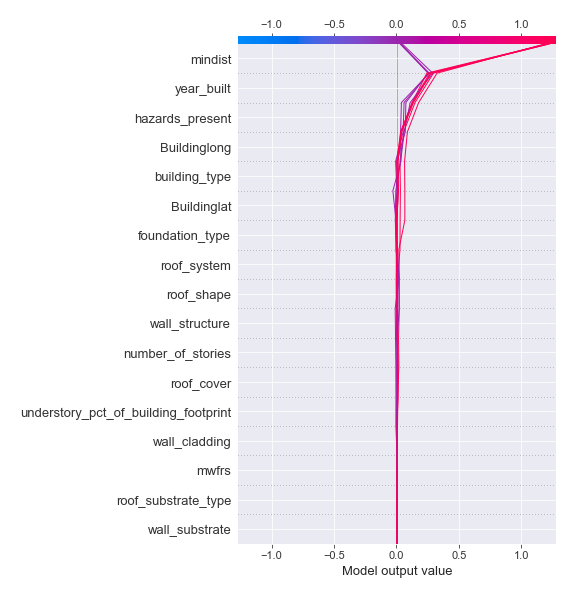 −1.0 −0.5 0.0 0.5 1.0
mindist
year_built
hazards_present
Buildinglong
building_type
Buildinglat
foundation_type
roof_system
roof_shape
wall_structure
number_of_stories
roof_cover
understory_pct_of_building_footprint
wall_cladding
mwfrs
roof_substrate_type
wall_substrate
−1.0 −0.5 0.0 0.5 1.0
Model output value